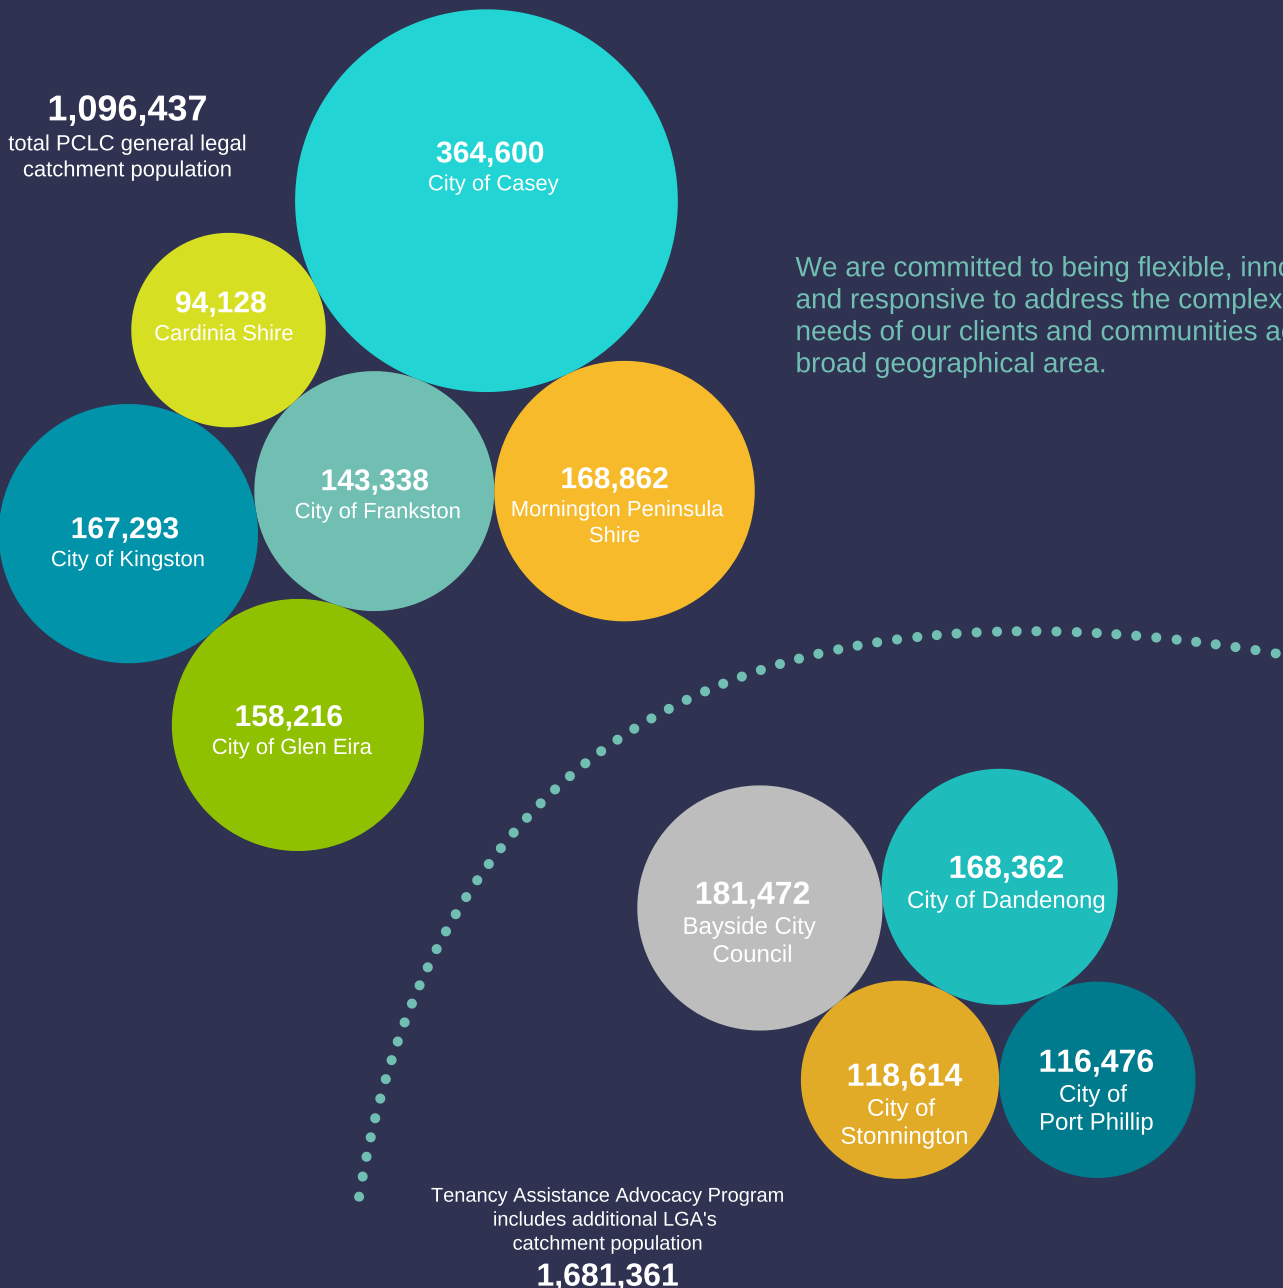 1,096,437
total PCLC general legal
catchment population
364,600
City of Casey
94,128
Cardinia Shire
We are committed to being flexible,
and responsive to address the complex
needs of our clients and communities
broad geographical area.
143,338
City of Frankston
168,862
Mornington Peninsula
Shire
167,293
City of Kingston
158,216
City of Glen Eira
181,472
Bayside City
Council
168,362
City of Dandenong
118,614
City of
Stonnington
116,476
City of
Port Phillip
Tenancy Assistance Advocacy Program
includes additional LGA's
catchment population
1,681,361